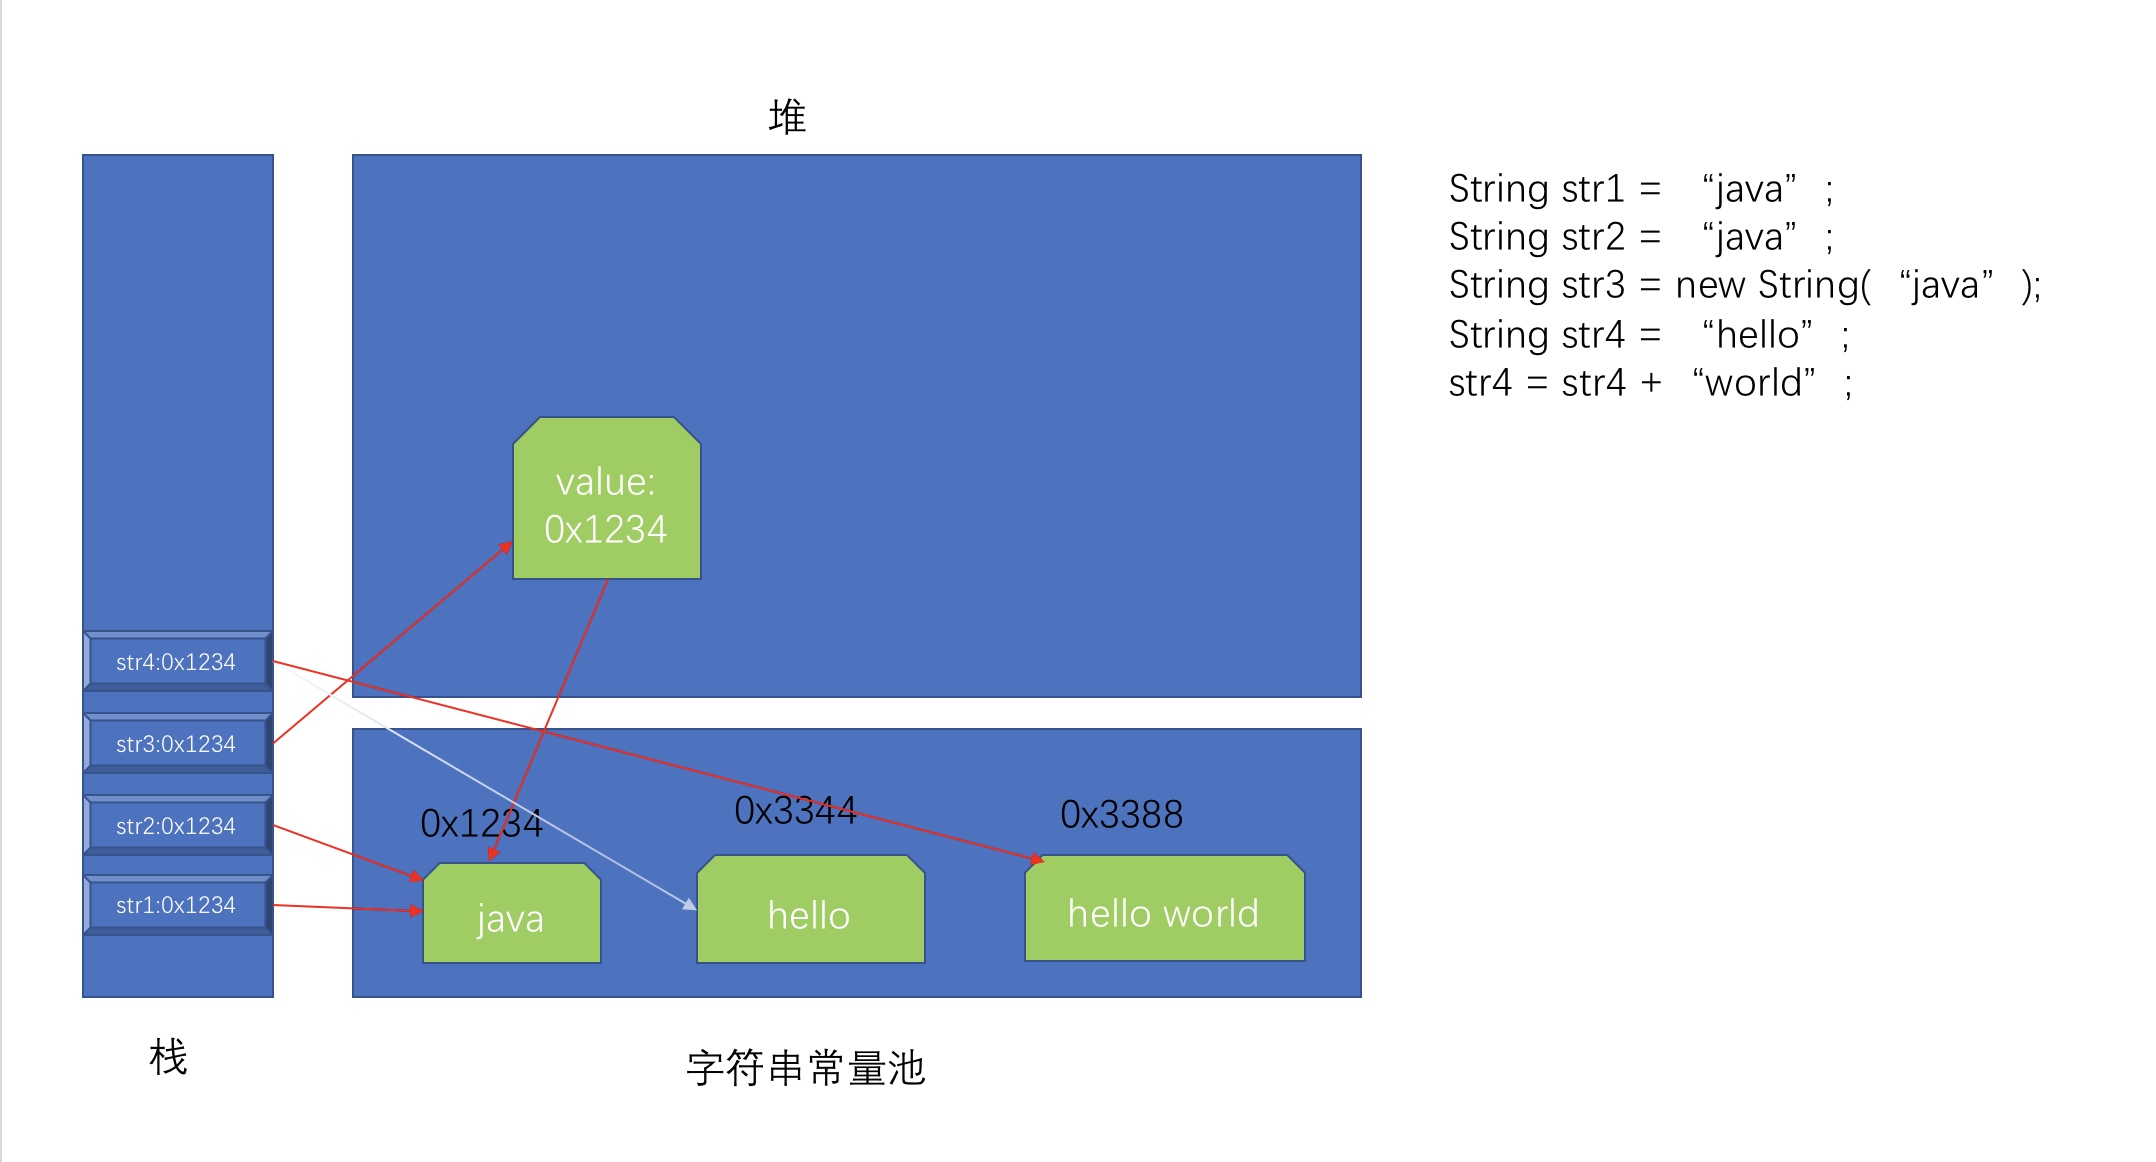 堆
String str1 = “java” ;
String str2 = “java” ;
String str3 = new String( “java” );
String str4 = “hello” ;
str4 = str4 + “world” ;
value:
0x1234
str4:0x1234
str3:0x1234
str2:0x1234
str1:0x1234
0x1234
0x3344
0x3388
java
hello
hello world
栈
字符串常量池